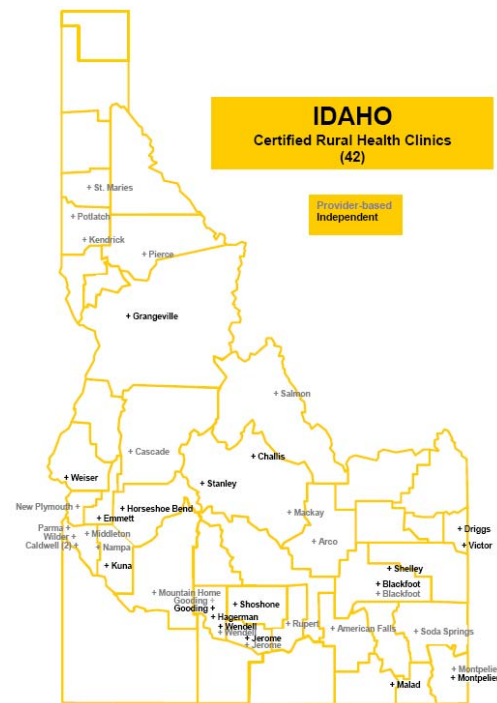 IDAHO
Certified Rural Health Clinics
(42)
Provider-based
Independent
+ St. Maries
+ Potlatch
+ Kendrick
+ Pierce
+ Grangeville
+ Salmon
+ Cascade
+ Challis
+ Weiser
+ Stanley
New Plymouth +
+ Horseshoe Bend
+ Mackay
+ Emmett
Parma +
+ Driggs
+ Middleton
Wilder +
+ Arco
Caldwell (2) +
+ Nampa
+ Victor
+ Kuna
+ Shelley
+ Blackfoot
+ Mountain Home
+ Blackfoot
Gooding +
+ Shoshone
Gooding +
+ Hagerman
+ Rupert
+ Wendell
+ American Falls
+ Wendell
+ Soda Springs
+ Jerome
+ Jerome
Montpelier +
+ Montpelier
+ Malad